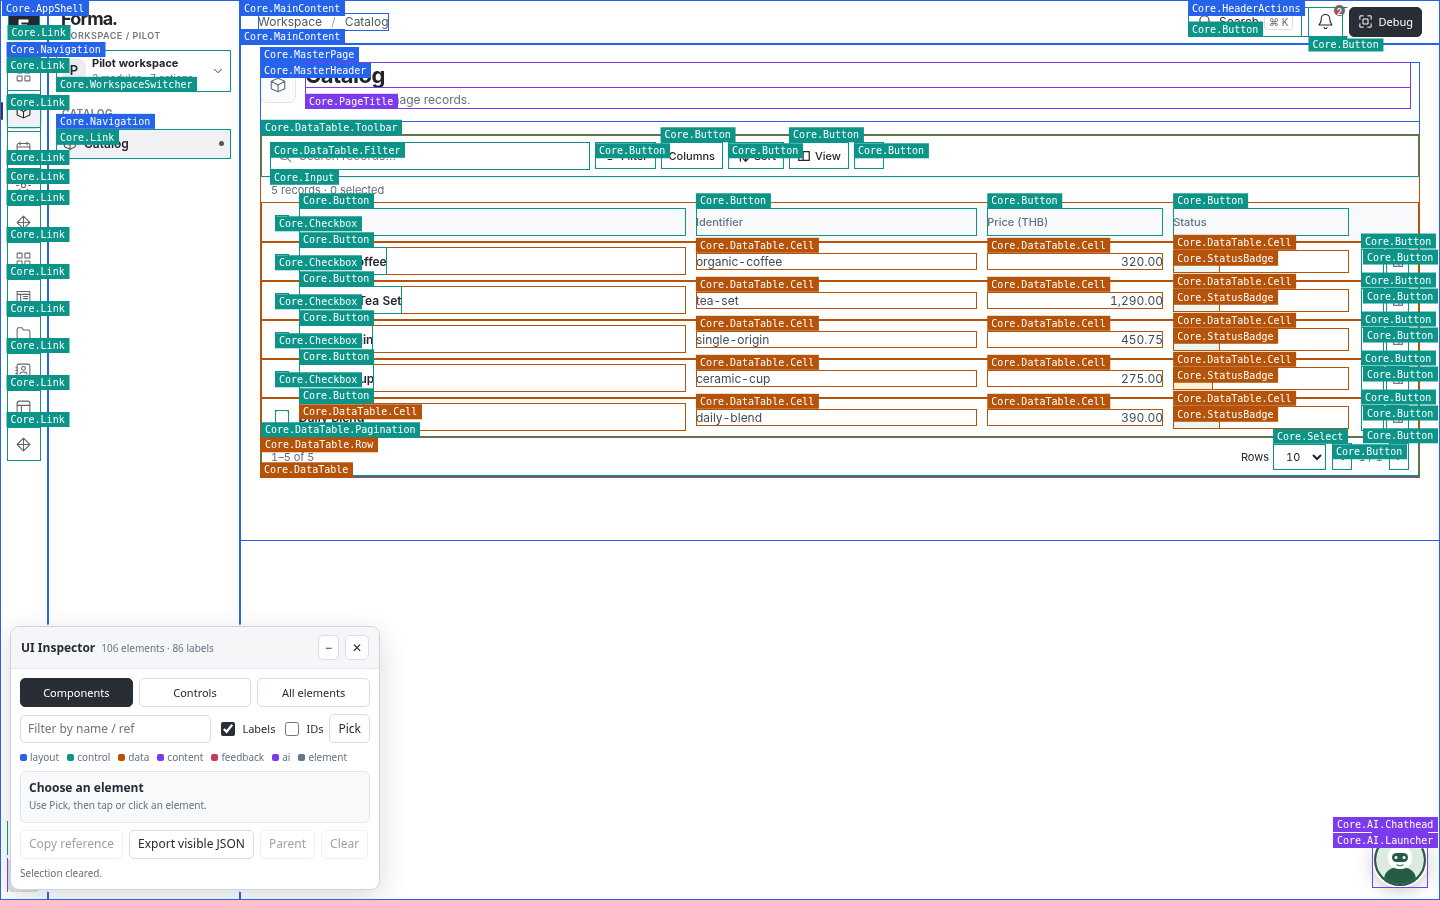 Core.AppShell
Forma.
Core.Link
WORKSPACE / PILOT
Core.Navigation
Core.Link
Pilot workspace
Core.WorkspaceSwitcher
Core.Link
CATALOG
Core.Navigation
Core.Link
Catalog
Core.Link
Core.Link
Core.Link
Core.Link
Core.Link
Core.Link
Core.Link
Core.Link
Core.Link
Core.MainContent
Workspace / Catalog
Core.MainContent
Core.HeaderActions
Search ⌘ K
Core.Button
2
Core.Button
Debug
Core.MasterPage
Core.MasterHeader
Catalog
Core.PageTitle
age records.
Core.DataTable.Toolbar
Core.Button Core.Button
Core.DataTable.Filter
Core.Button Columns Core.Button View Core.Button
Core.Input
5 records · 0 selected
Core.Button Core.Button Core.Button Core.Button
Core.Checkbox Identifier Price (THB) Status
Core.Button Core.DataTable.Cell Core.DataTable.Cell Core.DataTable.Cell Core.Button
Core.Checkbox offee organic-coffee 320.00 Core.StatusBadge Core.Button
Core.Button Core.DataTable.Cell Core.DataTable.Cell Core.DataTable.Cell Core.Button
Core.Checkbox Tea Set tea-set 1,290.00 Core.StatusBadge Core.Button
Core.Button Core.DataTable.Cell Core.DataTable.Cell Core.DataTable.Cell Core.Button
Core.Checkbox in single-origin 450.75 Core.StatusBadge Core.Button
Core.Button Core.DataTable.Cell Core.DataTable.Cell Core.DataTable.Cell Core.Button
Core.Checkbox up ceramic-cup 275.00 Core.StatusBadge Core.Button
Core.Button Core.DataTable.Cell Core.DataTable.Cell Core.DataTable.Cell Core.Button
Core.DataTable.Cell daily-blend 390.00 Core.StatusBadge Core.Button
Core.DataTable.Pagination
Core.Select Core.Button
Core.DataTable.Row
1–5 of 5 Rows 10 Core.Button
Core.DataTable
UI Inspector 106 elements · 86 labels
Components Controls All elements
Filter by name / ref Labels IDs Pick
layout control data content feedback ai element
Choose an element
Use Pick, then tap or click an element.
Copy reference Export visible JSON Parent Clear
Selection cleared.
Core.AI.Chathead
Core.AI.Launcher